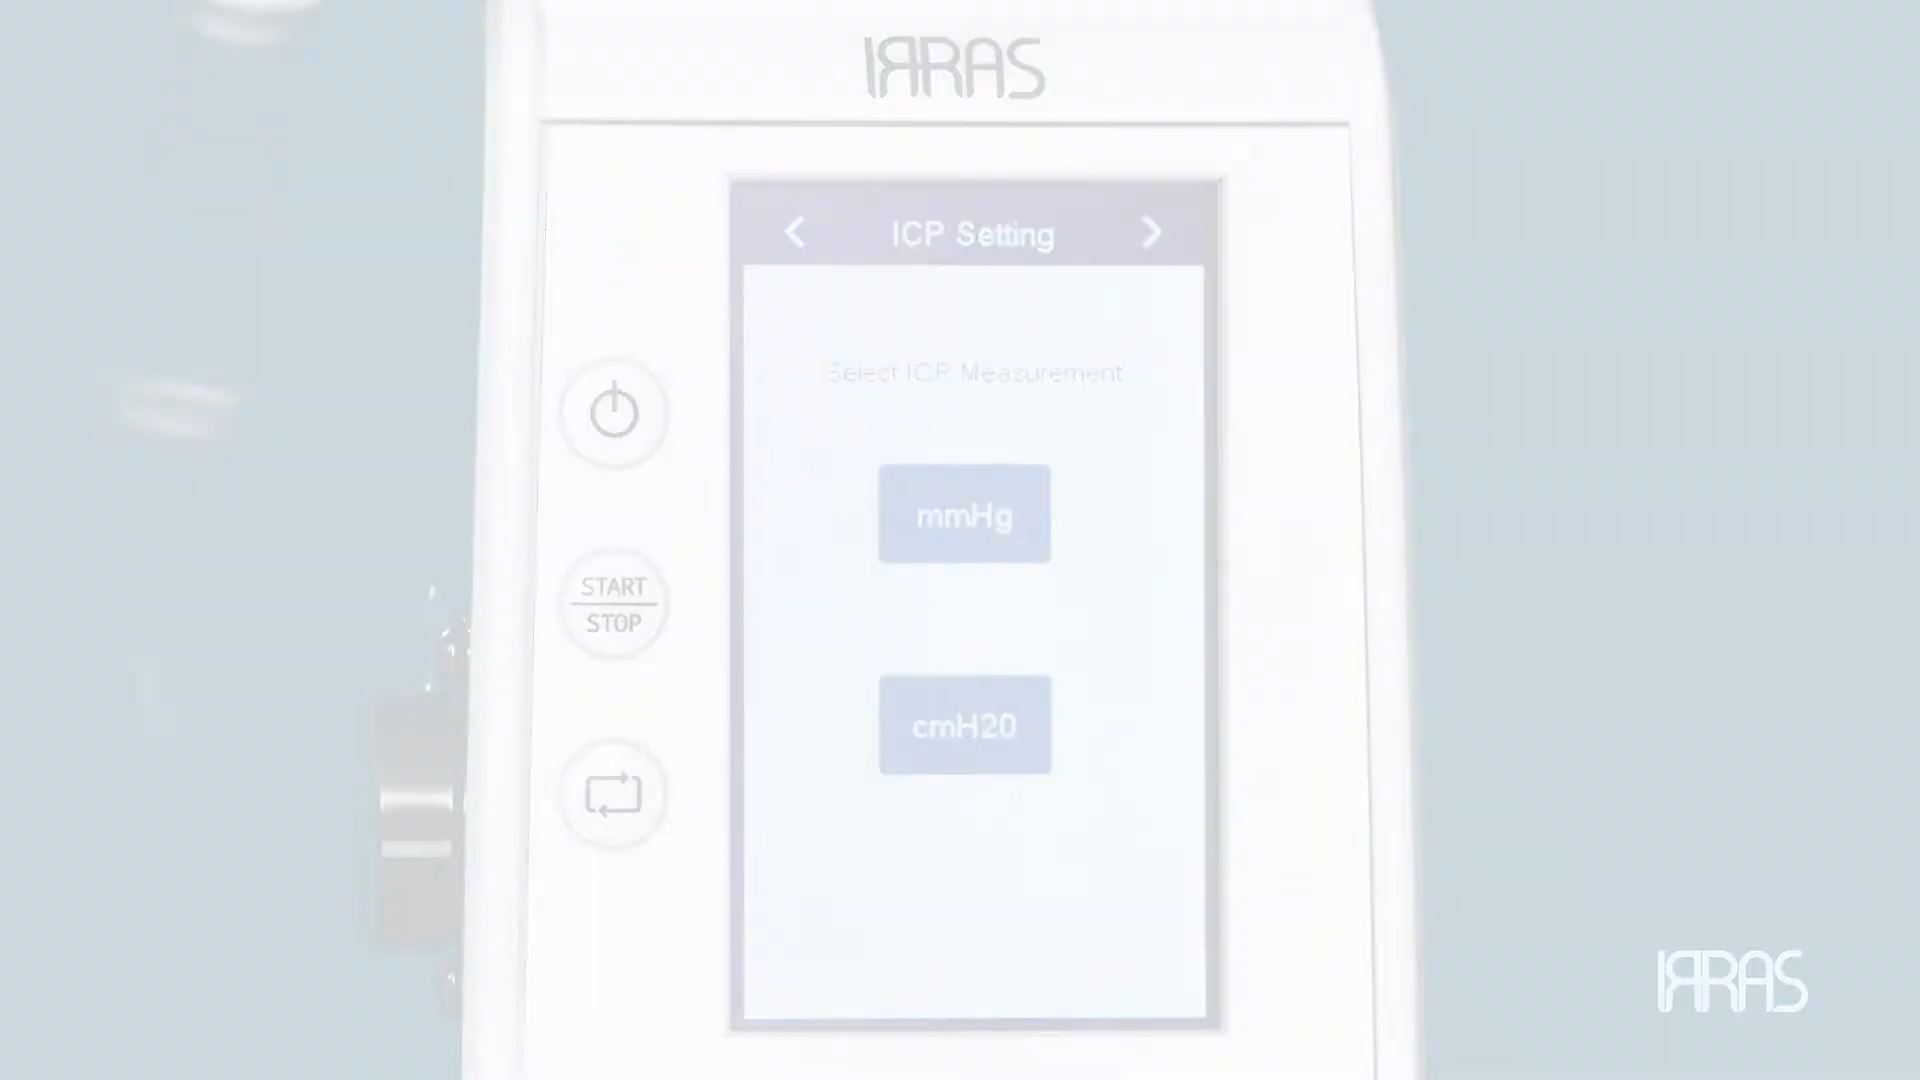 IRRAS
ICP Setting
Select ICP Measurement
mmHg
START
STOP
cmH20
IRRAS